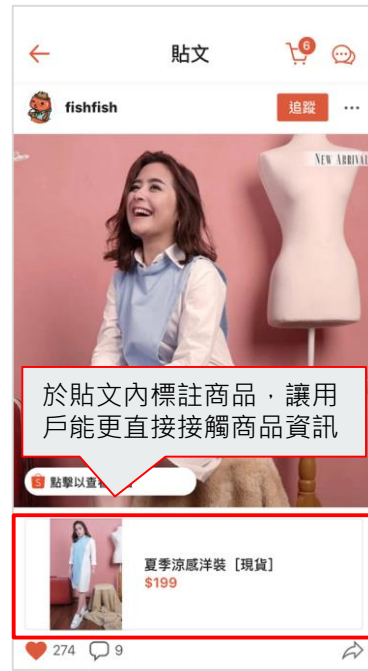 貼文
6
fishfish
追蹤
NEW ARRIVAL
於貼文內標註商品，讓用
戶能更直接接觸商品資訊
點擊以查
夏季涼感洋裝［現貨］
$199
274
9